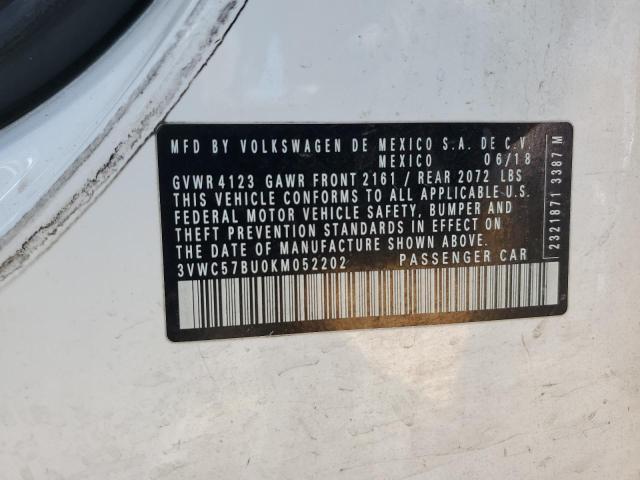 MFD BY VOLKSWAGEN DE MEXICO S.A. DE C.V.
MEXICO 06/18
GVWR 4123 GAWR FRONT 2161 / REAR 2072 LBS
THIS VEHICLE CONFORMS TO ALL APPLICABLE U.S.
FEDERAL MOTOR VEHICLE SAFETY, BUMPER AND
THEFT PREVENTION STANDARDS IN EFFECT ON
THE DATE OF MANUFACTURE SHOWN ABOVE.
3VWC57BU0KM052202 PASSENGER CAR
2321871 3387 M